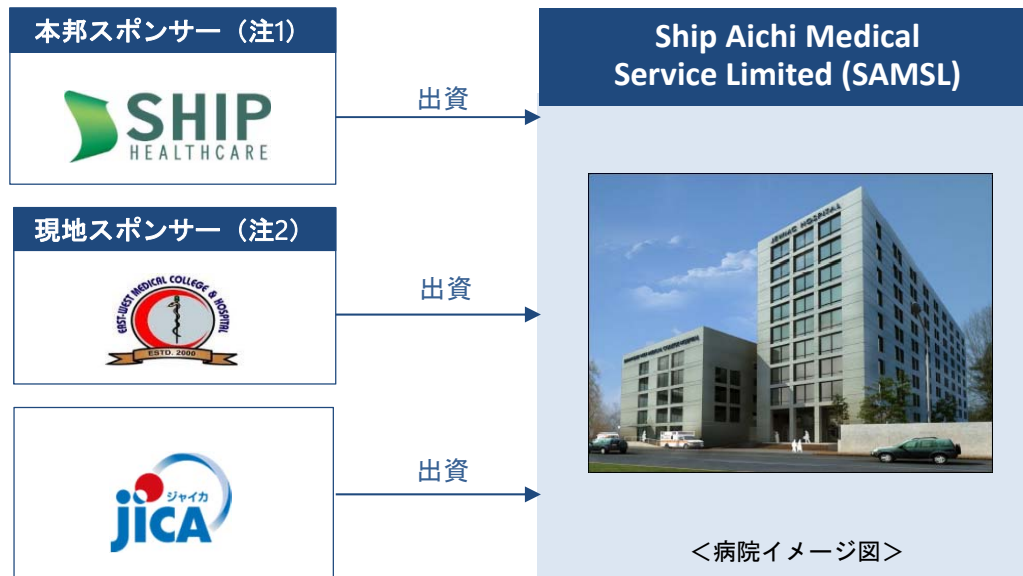 本邦スポンサー（注1）
SHIP
HEALTHCARE
出資
現地スポンサー（注2）
EAST-WEST MEDICAL COLLEGE & HOSPITAL
ESTD. 2000
出資
ジャイカ
jICA
出資
Ship Aichi Medical
Service Limited (SAMSL)
＜病院イメージ図＞